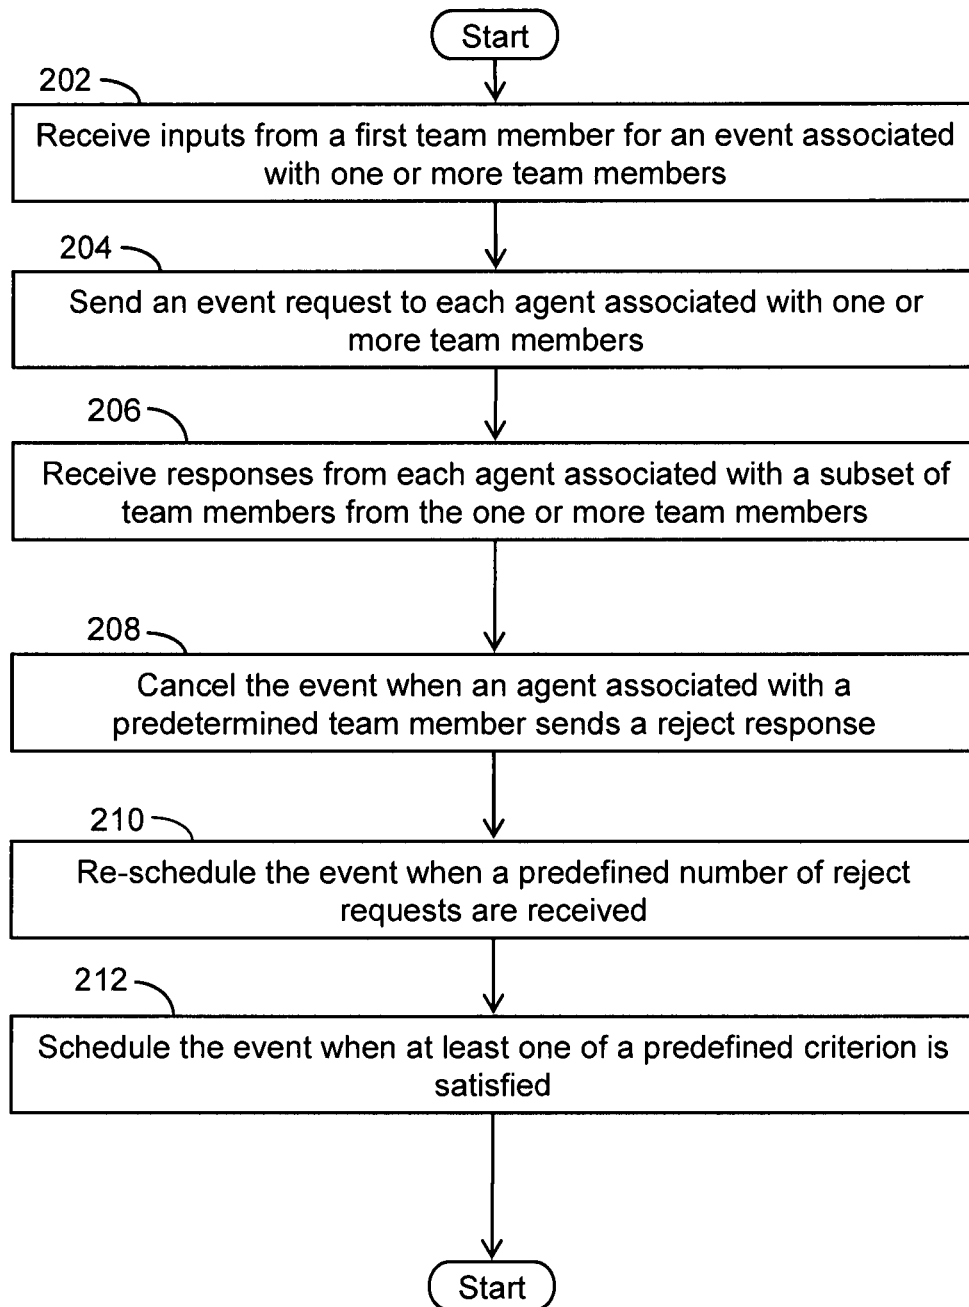 Start
202
Receive inputs from a first team member for an event associated
with one or more team members
204
Send an event request to each agent associated with one or
more team members
206
Receive responses from each agent associated with a subset of
team members from the one or more team members
208
Cancel the event when an agent associated with a
predetermined team member sends a reject response
210
Re-schedule the event when a predefined number of reject
requests are received
212
Schedule the event when at least one of a predefined criterion is
satisfied
Start